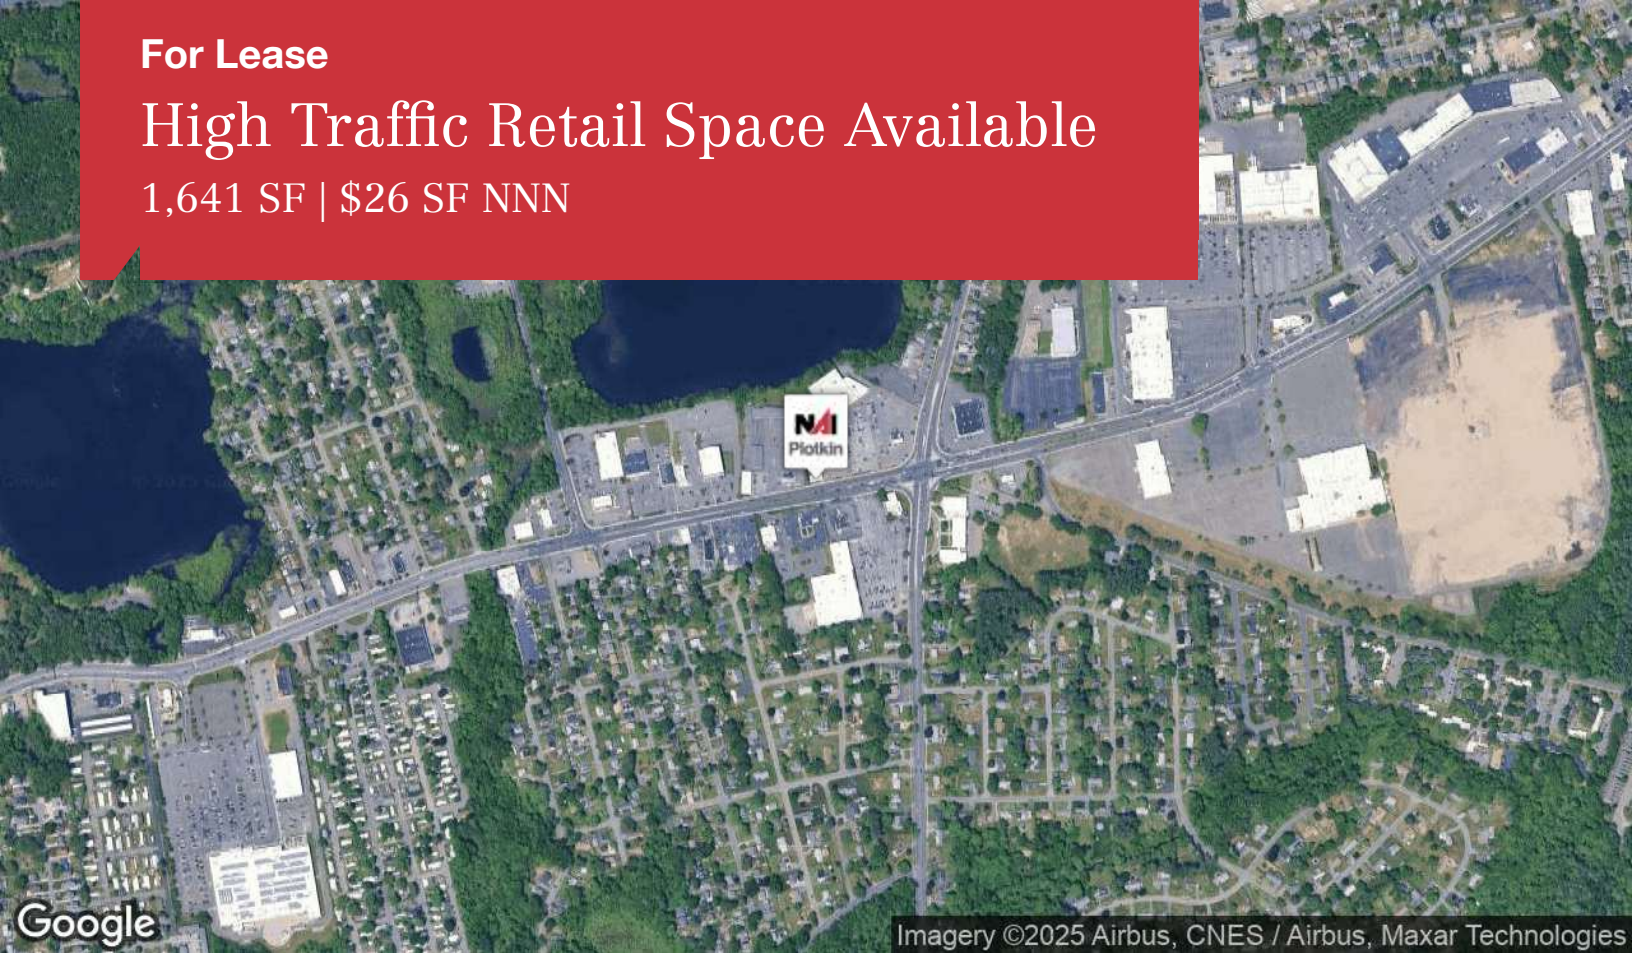 For Lease
High Traffic Retail Space Available
1,641 SF | $26 SF NNN
NAI
Plotkin
Google
Imagery ©2025 Airbus, CNES / Airbus, Maxar Technologies